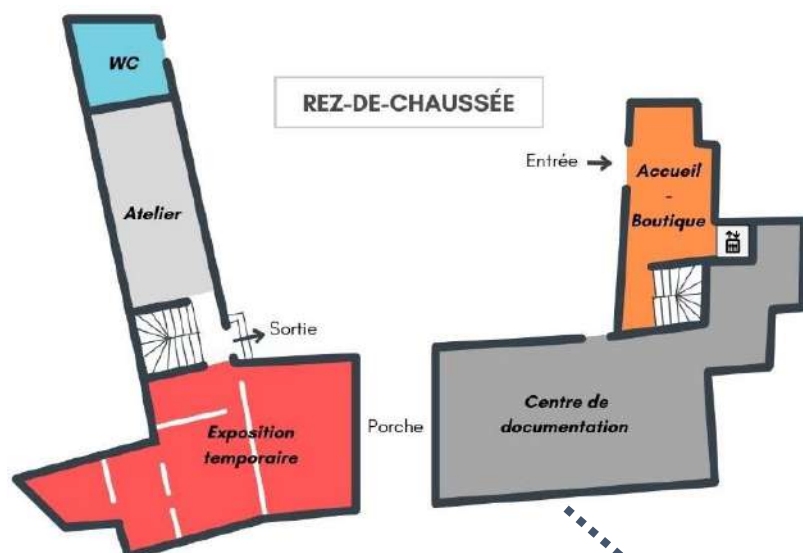 WC
REZ-DE-CHAUSSÉE
Entrée
Accueil
-
Boutique
Atelier
Sortie
Exposition
temporaire
Porche
Centre de
documentation